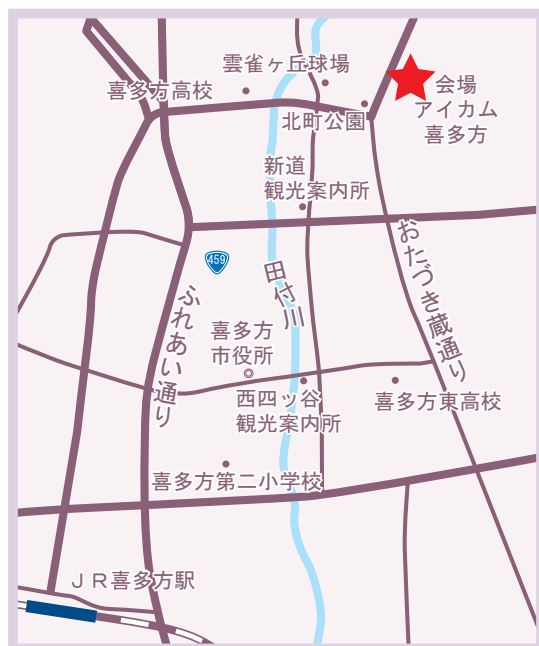 雲雀ヶ丘球場
喜多方高校
会場
アイカム
喜多方
北町公園
新道
観光案内所
おたづき蔵通り
459
田付川
ふれあい通り
喜多方
市役所
西四ッ谷
観光案内所
喜多方東高校
喜多方第二小学校
ＪＲ喜多方駅